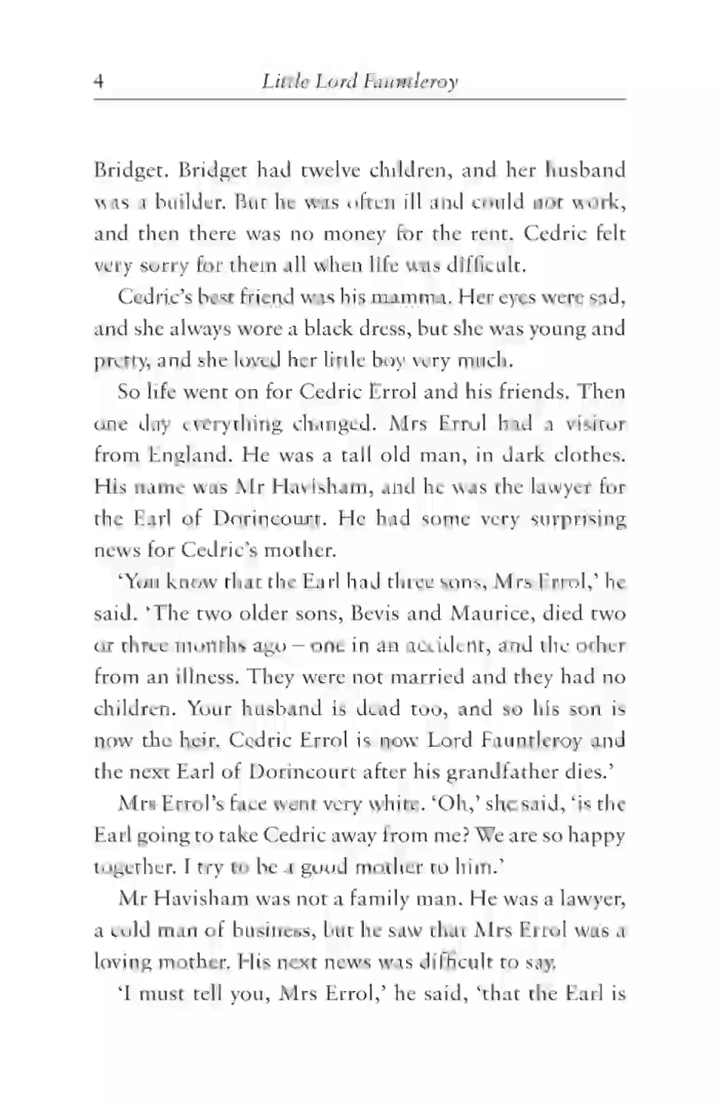 4 Little Lord Fauntleroy
Bridget. Bridget had twelve children, and her husband
was a builder. But he was often ill and could not work,
and then there was no money for the rent. Cedric felt
very sorry for them all when life was difficult.
Cedric's best friend was his mamma. Her eyes were sad,
and she always wore a black dress, but she was young and
pretty, and she loved her little boy very much.
So life went on for Cedric Errol and his friends. Then
one day everything changed. Mrs Errol had a visitor
from England. He was a tall old man, in dark clothes.
His name was Mr Havisham, and he was the lawyer for
the Earl of Dorincourt. He had some very surprising
news for Cedric's mother.
‘You know that the Earl had three sons, Mrs Errol,’ he
said. ‘The two older sons, Bevis and Maurice, died two
or three months ago – one in an accident, and the other
from an illness. They were not married and they had no
children. Your husband is dead too, and so his son is
now the heir. Cedric Errol is now Lord Fauntleroy and
the next Earl of Dorincourt after his grandfather dies.’
Mrs Errol's face went very white. ‘Oh,’ she said, ‘is the
Earl going to take Cedric away from me? We are so happy
together. I try to be a good mother to him.’
Mr Havisham was not a family man. He was a lawyer,
a cold man of business, but he saw that Mrs Errol was a
loving mother. His next news was difficult to say.
‘I must tell you, Mrs Errol,’ he said, ‘that the Earl is